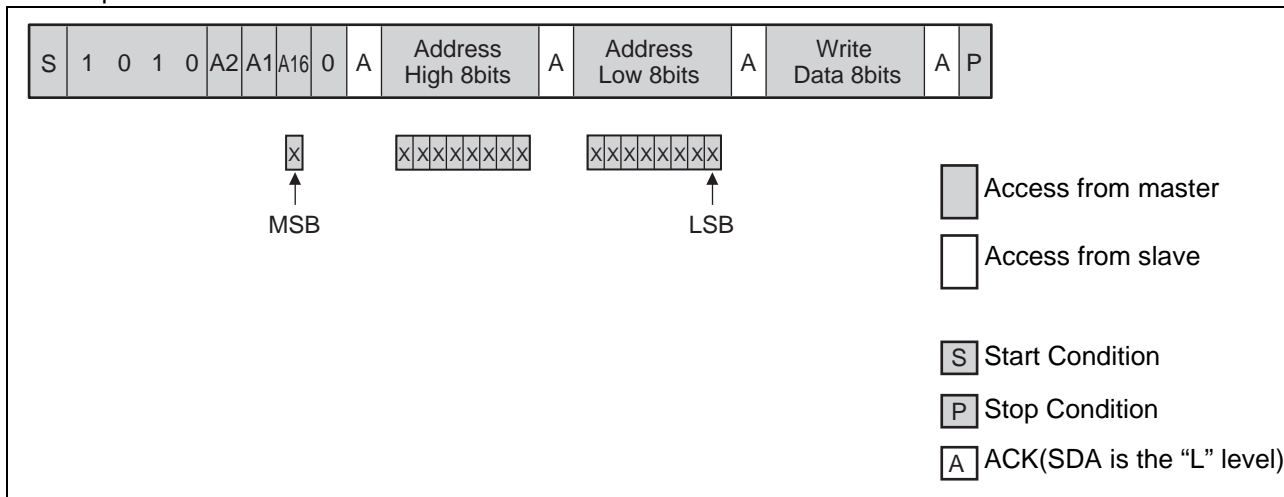 S 1 0 1 0 A2 A1 A16 0 A Address High 8bits A Address Low 8bits A Write Data 8bits A P
X XXXXXXXX XXXXXXXX
MSB LSB
Access from master
Access from slave
S Start Condition
P Stop Condition
A ACK(SDA is the “L” level)